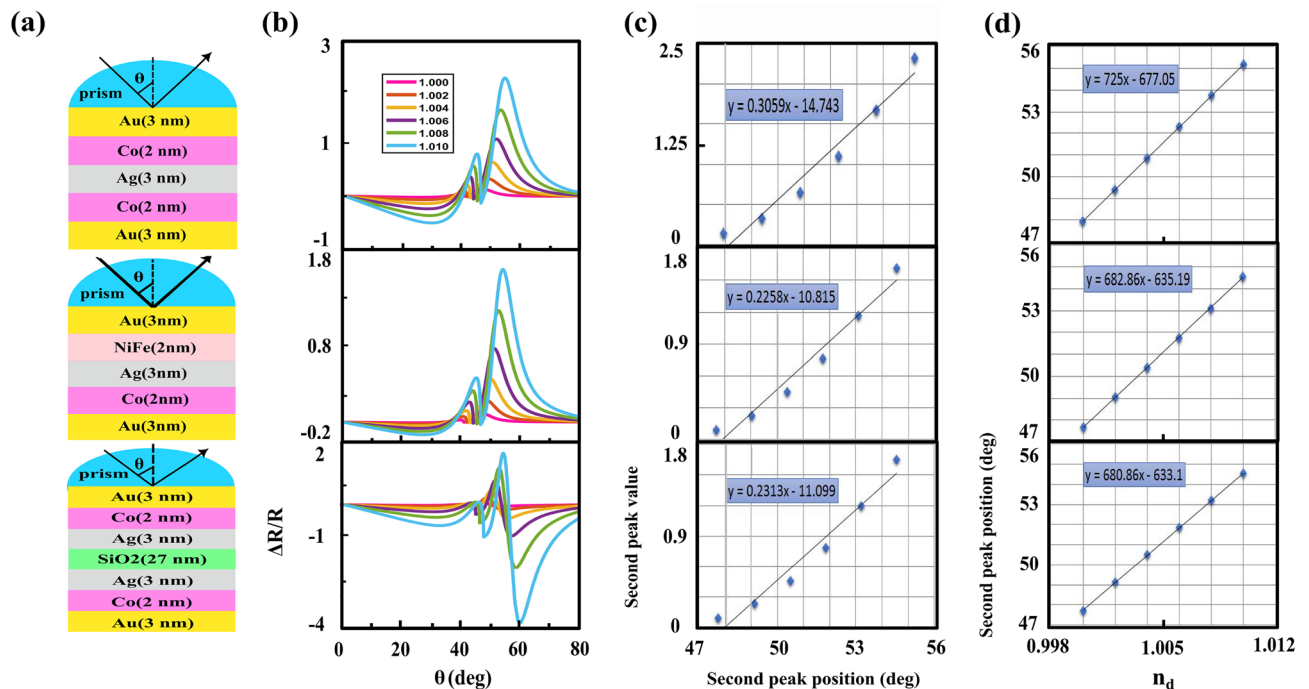 (a)
θ
prism
Au(3 nm)
Co(2 nm)
Ag(3 nm)
Co(2 nm)
Au(3 nm)
θ
prism
Au(3nm)
NiFe(2nm)
Ag(3nm)
Co(2nm)
Au(3nm)
θ
prism
Au(3 nm)
Co(2 nm)
Ag(3 nm)
SiO2(27 nm)
Ag(3 nm)
Co(2 nm)
Au(3 nm)
(b)
3
1
-1
1.000
1.002
1.004
1.006
1.008
1.010
1.8
0.8
-0.2
2
-1
-4
ΔR/R
0 20 40 60 80
θ (deg)
(c)
2.5
1.25
0
y = 0.3059x - 14.743
1.8
0.9
0
y = 0.2258x - 10.815
1.8
0.9
0
y = 0.2313x - 11.099
Second peak value
47 50 53 56
Second peak position (deg)
(d)
56
53
50
47
y = 725x - 677.05
56
53
50
47
y = 682.86x - 635.19
56
53
50
47
y = 680.86x - 633.1
Second peak position (deg)
0.998 1.005 1.012
nd